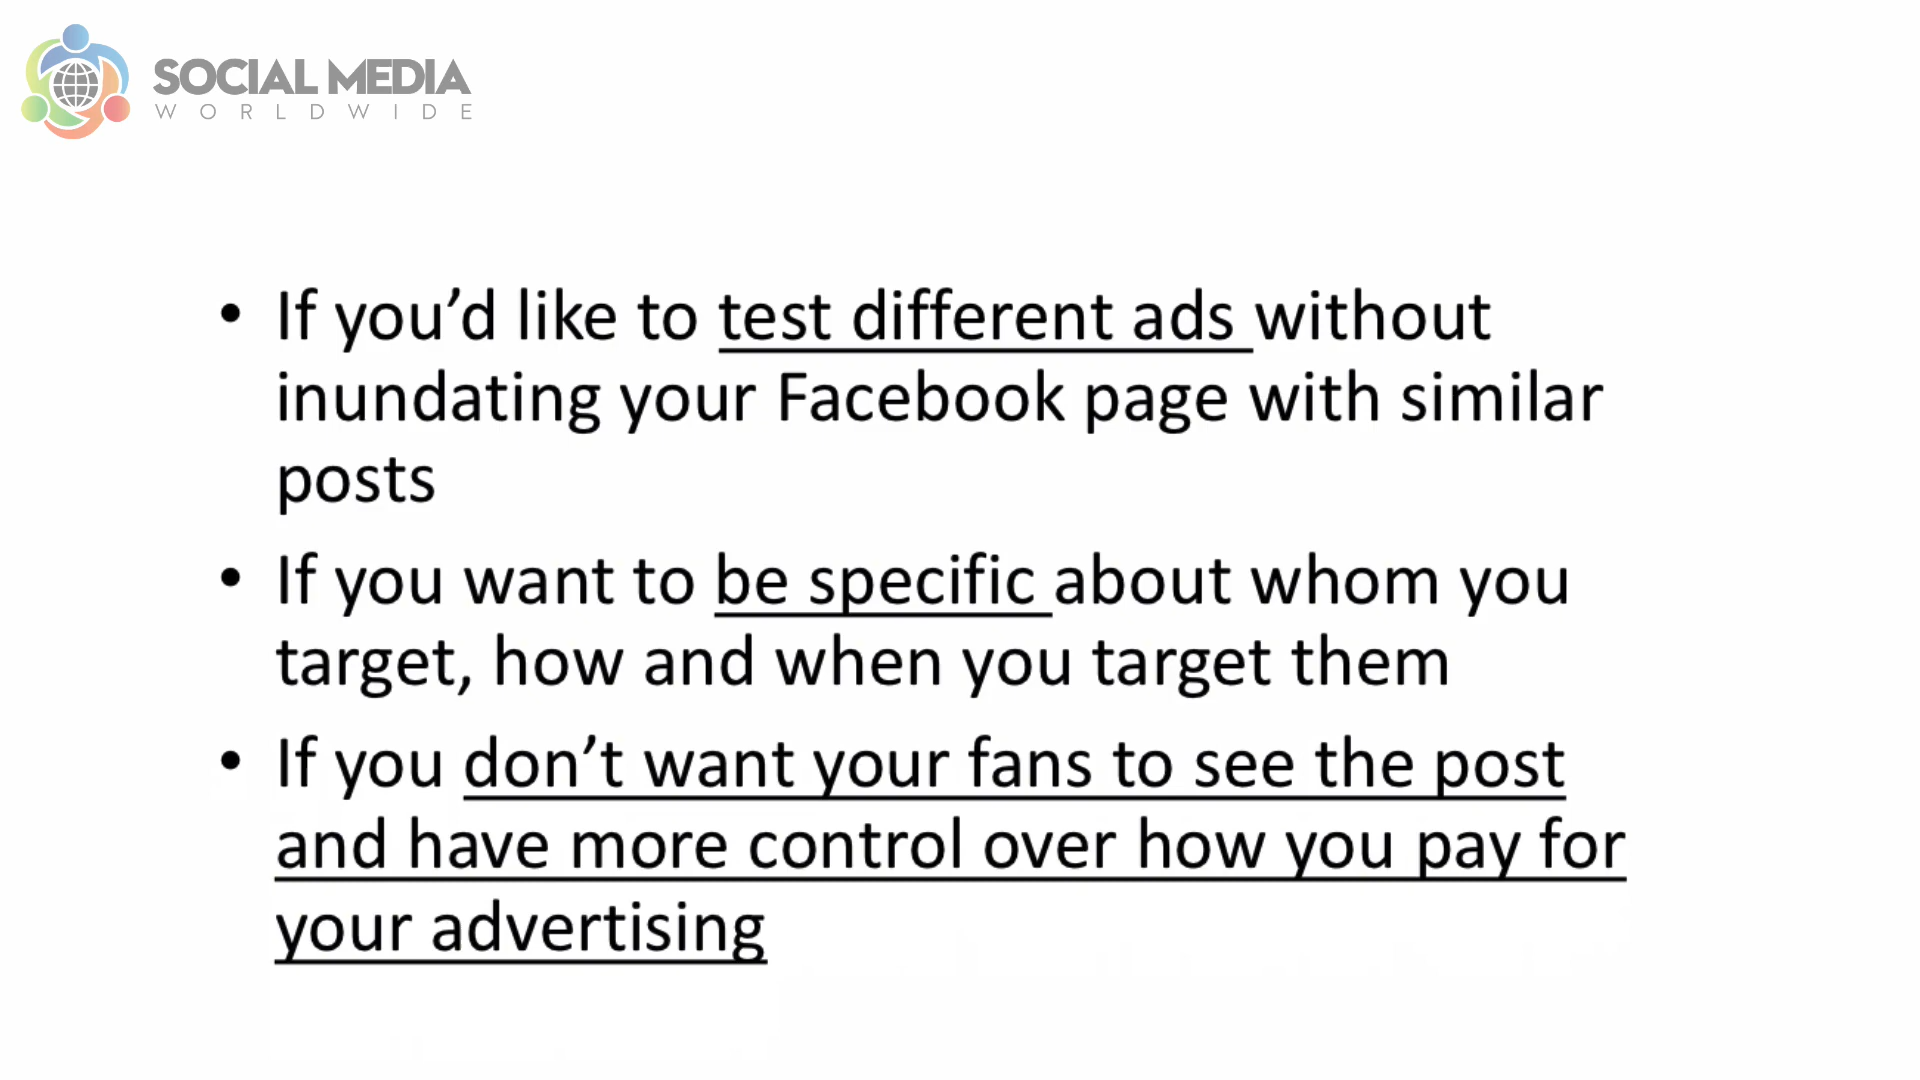 SOCIAL MEDIA
WORLDWIDE
• If you’d like to test different ads without
inundating your Facebook page with similar
posts
• If you want to be specific about whom you
target, how and when you target them
• If you don’t want your fans to see the post
and have more control over how you pay for
your advertising